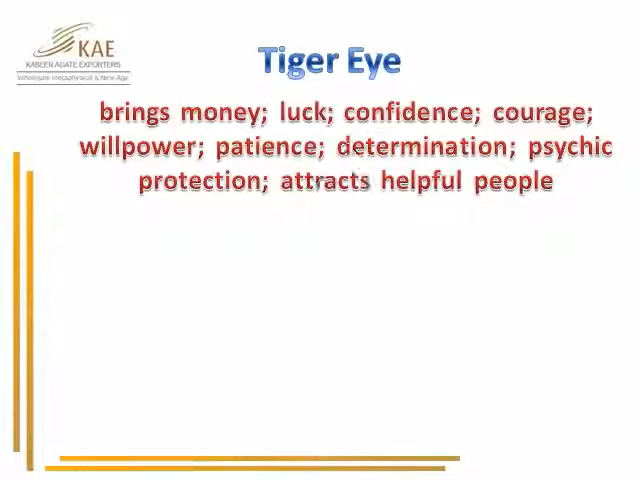 KAE
KABEER AGATE EXPORTERS
Wholesale Metaphysical & New Age
Tiger Eye
brings money; luck; confidence; courage;
willpower; patience; determination; psychic
protection; attracts helpful people